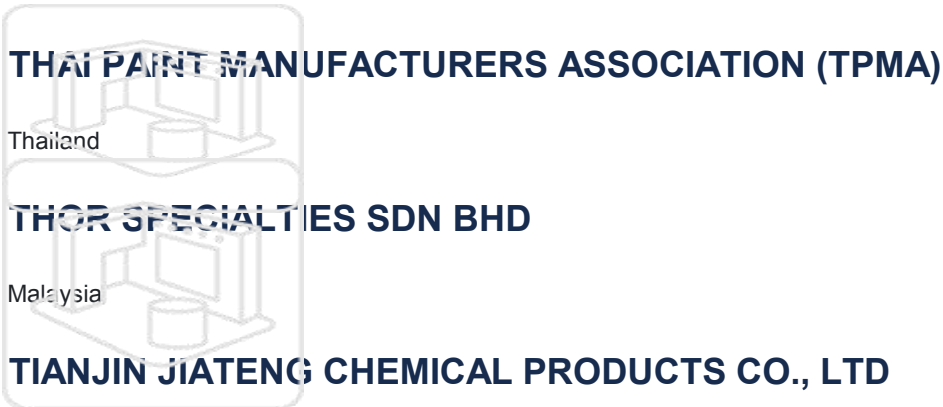 THAI PAINT MANUFACTURERS ASSOCIATION (TPMA)
Thailand
THOR SPECIALTIES SDN BHD
Malaysia
TIANJIN JIATENG CHEMICAL PRODUCTS CO., LTD